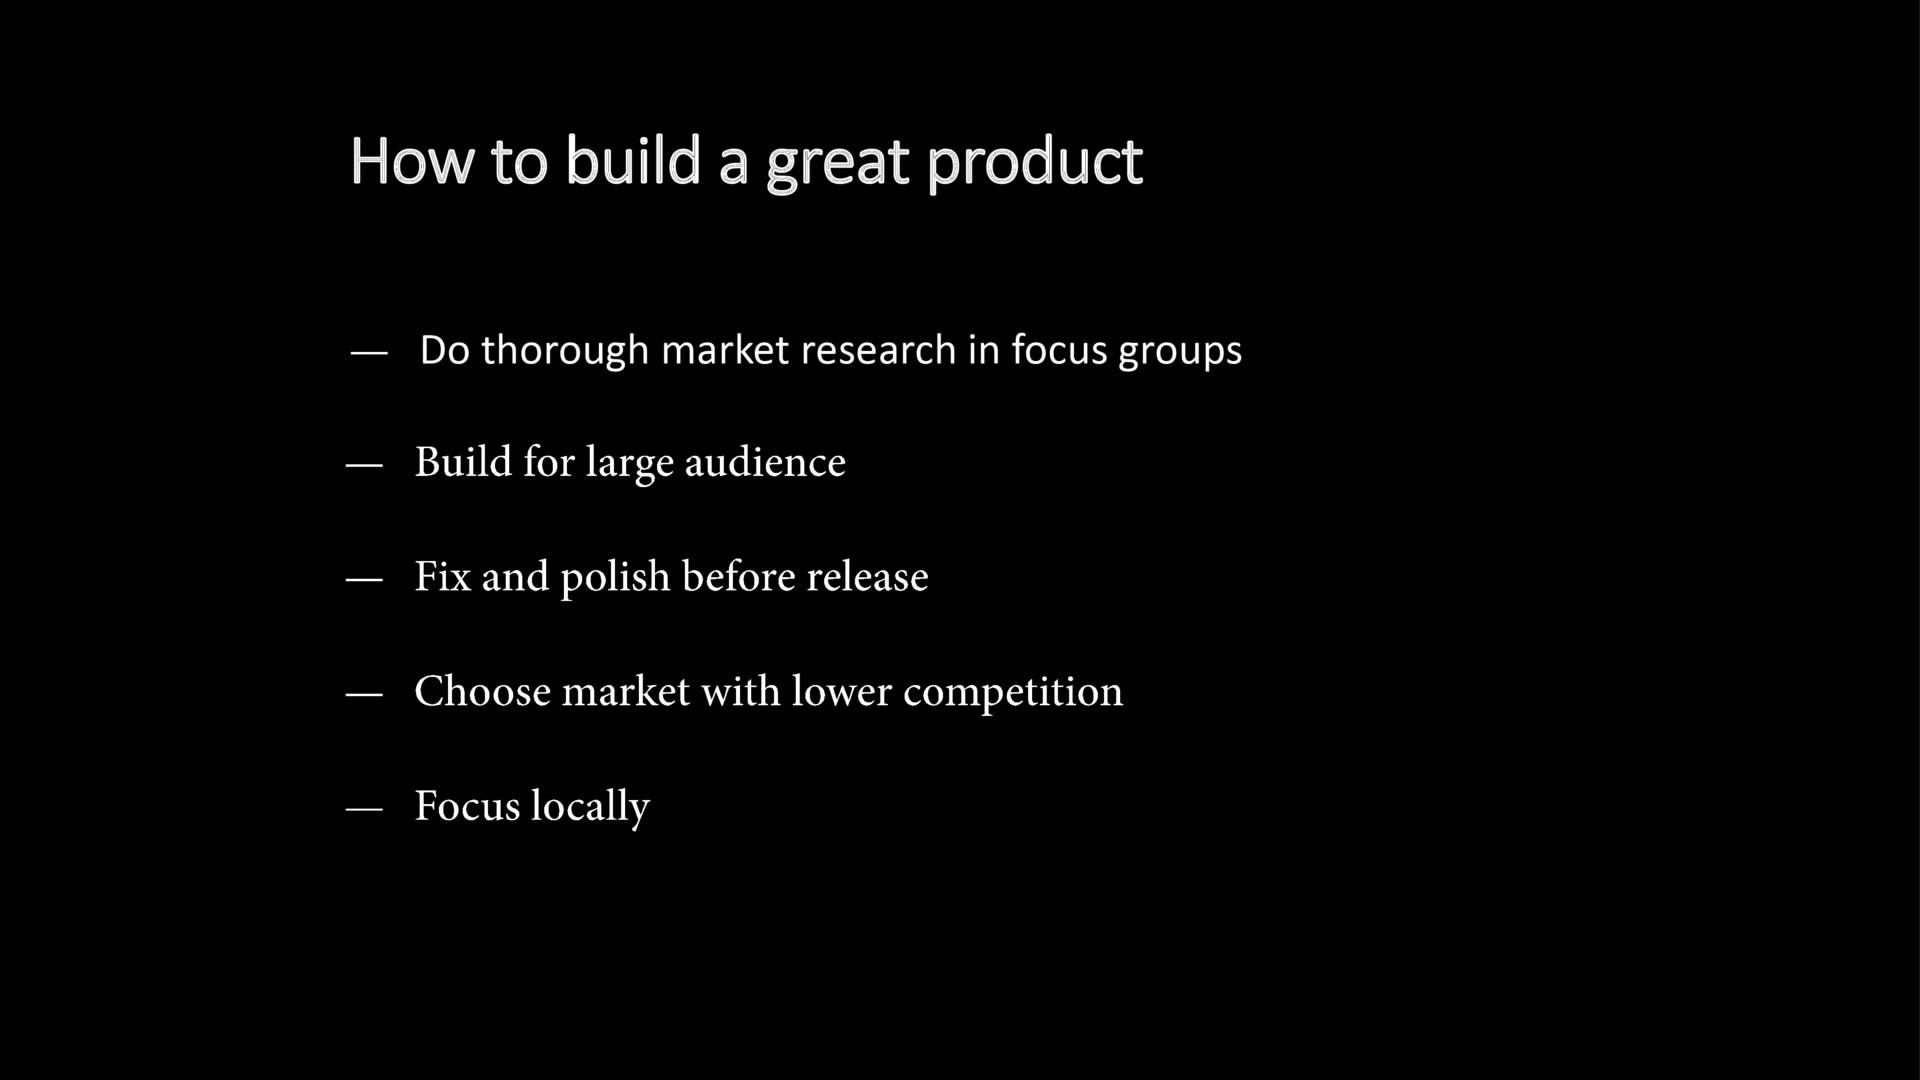 How to build a great product
— Do thorough market research in focus groups
— Build for large audience
— Fix and polish before release
— Choose market with lower competition
— Focus locally